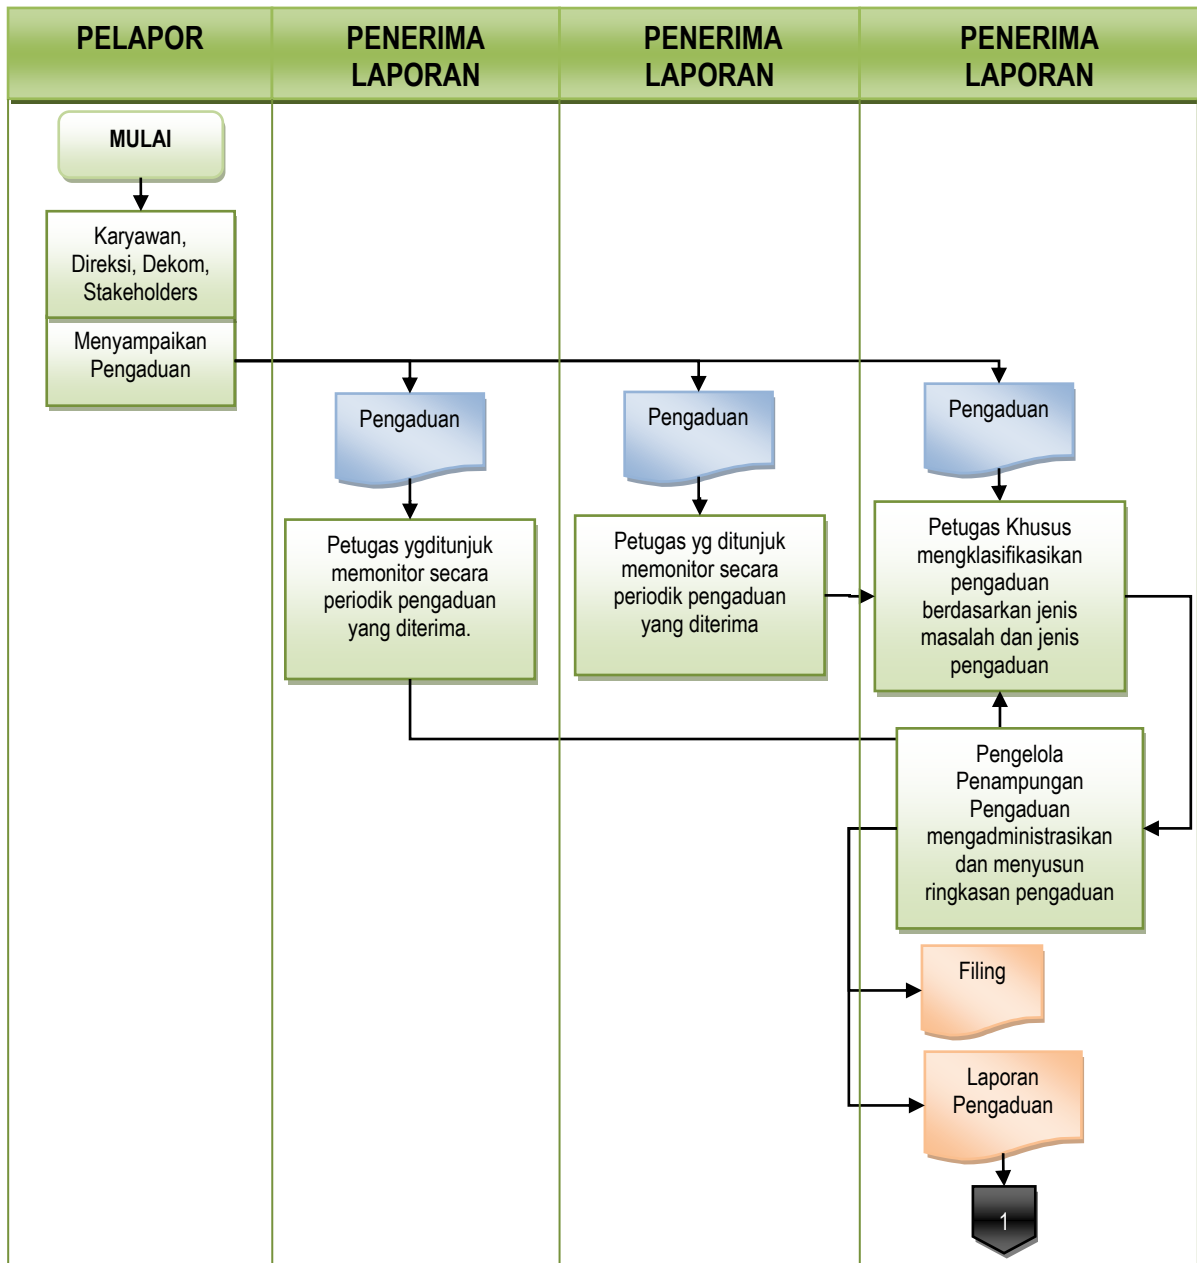 PELAPOR
PENERIMA
LAPORAN
PENERIMA
LAPORAN
PENERIMA
LAPORAN
MULAI
Karyawan,
Direksi, Dekom,
Stakeholders
Menyampaikan
Pengaduan
Pengaduan
Pengaduan
Pengaduan
Petugas ygditunjuk
memonitor secara
periodik pengaduan
yang diterima.
Petugas yg ditunjuk
memonitor secara
periodik pengaduan
yang diterima
Petugas Khusus
mengklasifikasikan
pengaduan
berdasarkan jenis
masalah dan jenis
pengaduan
Pengelola
Penampungan
Pengaduan
mengadministrasikan
dan menyusun
ringkasan pengaduan
Filing
Laporan
Pengaduan
1